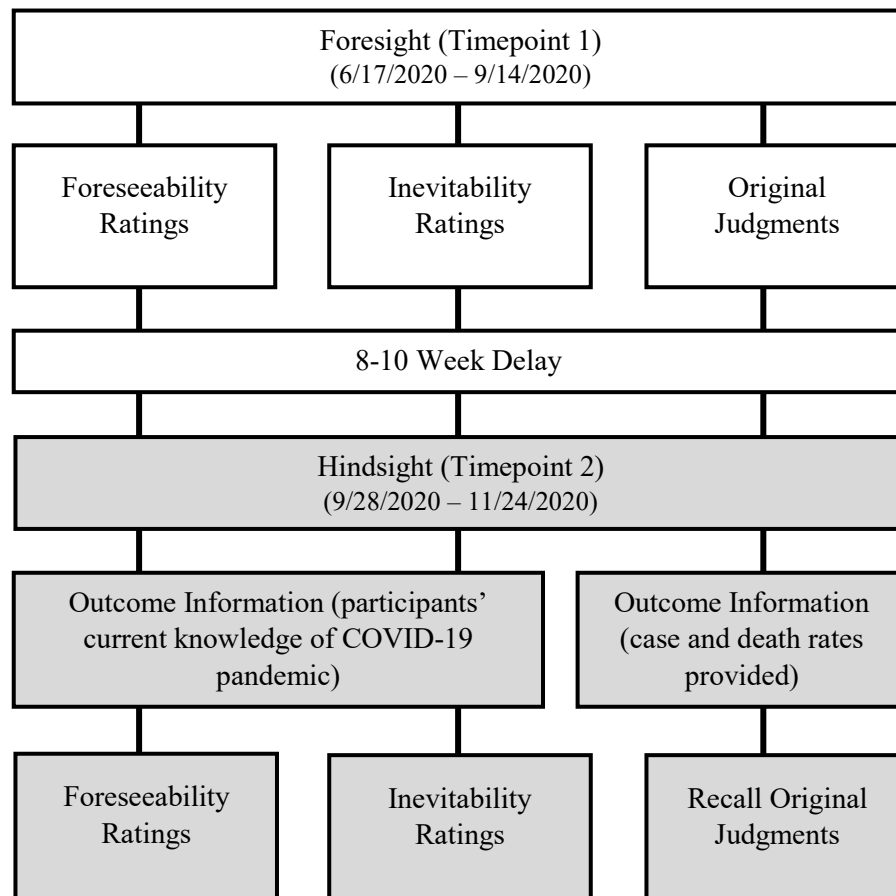 Foresight (Timepoint 1)
(6/17/2020 – 9/14/2020)
Foreseeability
Ratings
Inevitability
Ratings
Original
Judgments
8-10 Week Delay
Hindsight (Timepoint 2)
(9/28/2020 – 11/24/2020)
Outcome Information (participants’
current knowledge of COVID-19
pandemic)
Outcome Information
(case and death rates
provided)
Foreseeability
Ratings
Inevitability
Ratings
Recall Original
Judgments